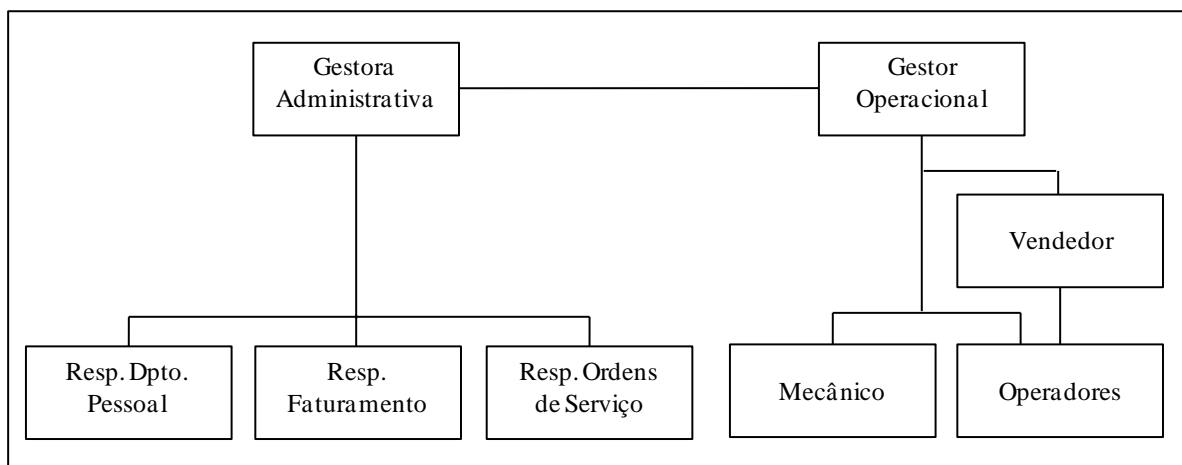 Gestora
Administrativa
Gestor
Operacional
Vendedor
Resp. Dpto.
Pessoal
Resp.
Faturamento
Resp. Ordens
de Serviço
Mecânico
Operadores